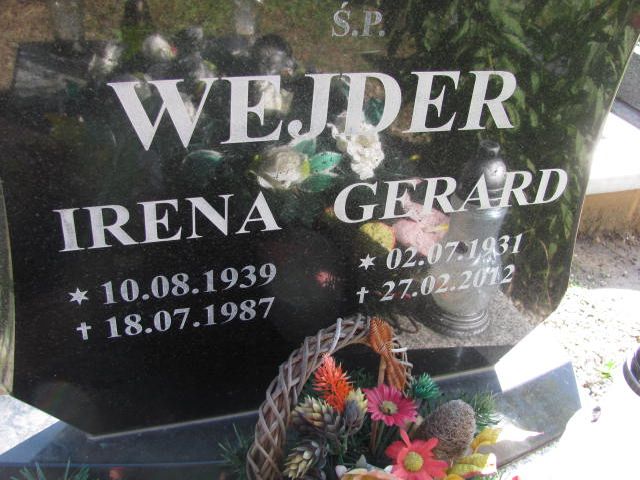 Ś.P.
WEJDER
IRENA GERARD
* 10.08.1939 * 02.07.1931
† 18.07.1987 † 27.02.2012